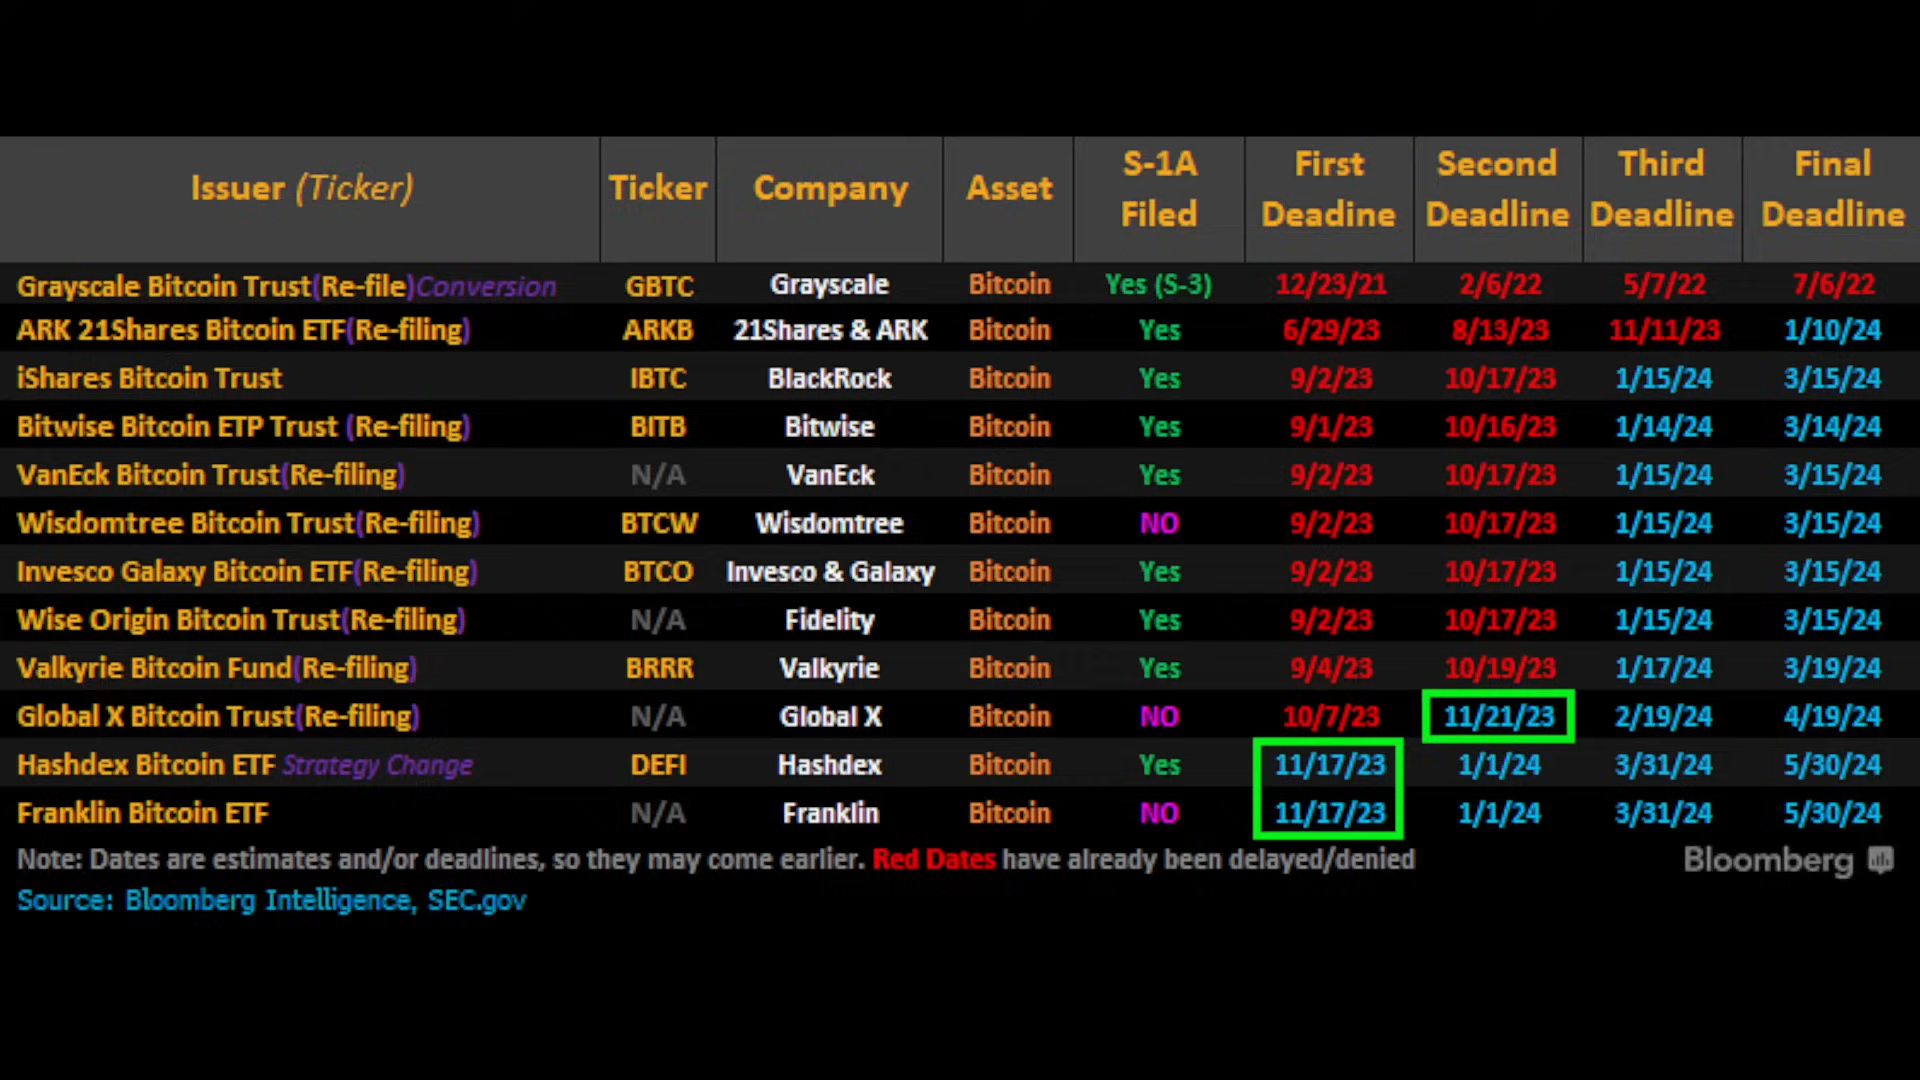 Issuer (Ticker) Ticker Company Asset S-1A Filed First Deadine Second Deadline Third Deadline Final Deadline
Grayscale Bitcoin Trust(Re-file)Conversion GBTC Grayscale Bitcoin Yes (S-3) 12/23/21 2/6/22 5/7/22 7/6/22
ARK 21Shares Bitcoin ETF(Re-filing) ARKB 21Shares & ARK Bitcoin Yes 6/29/23 8/13/23 11/11/23 1/10/24
iShares Bitcoin Trust IBTC BlackRock Bitcoin Yes 9/2/23 10/17/23 1/15/24 3/15/24
Bitwise Bitcoin ETP Trust (Re-filing) BITB Bitwise Bitcoin Yes 9/1/23 10/16/23 1/14/24 3/14/24
VanEck Bitcoin Trust(Re-filing) N/A VanEck Bitcoin Yes 9/2/23 10/17/23 1/15/24 3/15/24
Wisdomtree Bitcoin Trust(Re-filing) BTCW Wisdomtree Bitcoin NO 9/2/23 10/17/23 1/15/24 3/15/24
Invesco Galaxy Bitcoin ETF(Re-filing) BTCO Invesco & Galaxy Bitcoin Yes 9/2/23 10/17/23 1/15/24 3/15/24
Wise Origin Bitcoin Trust(Re-filing) N/A Fidelity Bitcoin Yes 9/2/23 10/17/23 1/15/24 3/15/24
Valkyrie Bitcoin Fund(Re-filing) BRRR Valkyrie Bitcoin Yes 9/4/23 10/19/23 1/17/24 3/19/24
Global X Bitcoin Trust(Re-filing) N/A Global X Bitcoin NO 10/7/23 11/21/23 2/19/24 4/19/24
Hashdex Bitcoin ETF Strategy Change DEFI Hashdex Bitcoin Yes 11/17/23 1/1/24 3/31/24 5/30/24
Franklin Bitcoin ETF N/A Franklin Bitcoin NO 11/17/23 1/1/24 3/31/24 5/30/24
Note: Dates are estimates and/or deadlines, so they may come earlier. Red Dates have already been delayed/denied Bloomberg
Source: Bloomberg Intelligence, SEC.gov